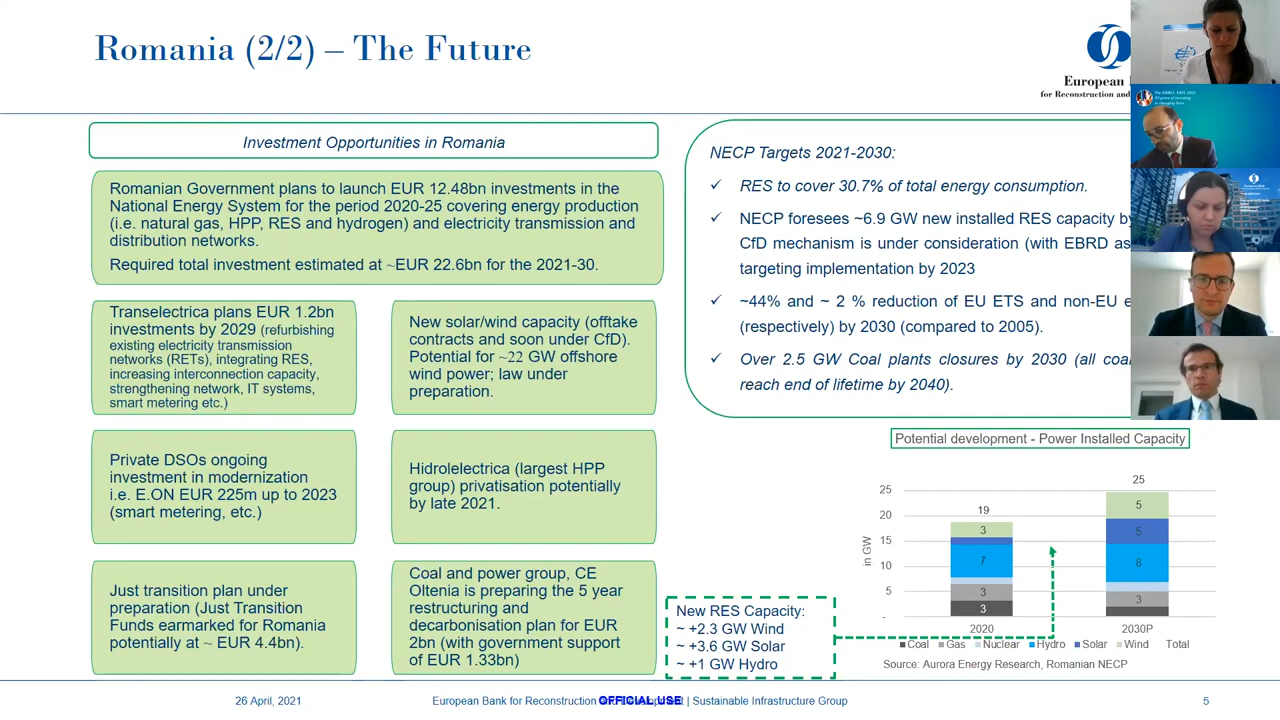 Romania (2/2) – The Future
European
for Reconstruction and
Investment Opportunities in Romania
Romanian Government plans to launch EUR 12.48bn investments in the
National Energy System for the period 2020-25 covering energy production
(i.e. natural gas, HPP, RES and hydrogen) and electricity transmission and
distribution networks.
Required total investment estimated at ~EUR 22.6bn for the 2021-30.
Transelectrica plans EUR 1.2bn
investments by 2029 (refurbishing
existing electricity transmission
networks (RETs), integrating RES,
increasing interconnection capacity,
strengthening network, IT systems,
smart metering etc.)
New solar/wind capacity (offtake
contracts and soon under CfD).
Potential for ~22 GW offshore
wind power; law under
preparation.
Private DSOs ongoing
investment in modernization
i.e. E.ON EUR 225m up to 2023
(smart metering, etc.)
Hidrolelectrica (largest HPP
group) privatisation potentially
by late 2021.
Just transition plan under
preparation (Just Transition
Funds earmarked for Romania
potentially at ~ EUR 4.4bn).
Coal and power group, CE
Oltenia is preparing the 5 year
restructuring and
decarbonisation plan for EUR
2bn (with government support
of EUR 1.33bn)
NECP Targets 2021-2030:
✓ RES to cover 30.7% of total energy consumption.
✓ NECP foresees ~6.9 GW new installed RES capacity by
CfD mechanism is under consideration (with EBRD as
targeting implementation by 2023
✓ ~44% and ~ 2 % reduction of EU ETS and non-EU e
(respectively) by 2030 (compared to 2005).
✓ Over 2.5 GW Coal plants closures by 2030 (all coal
reach end of lifetime by 2040).
Potential development - Power Installed Capacity
in GW
25
20
15
10
5
-
19
3
7
3
3
25
5
5
8
3
2020
2030P
Coal Gas Nuclear Hydro Solar Wind Total
Source: Aurora Energy Research, Romanian NECP
New RES Capacity:
~ +2.3 GW Wind
~ +3.6 GW Solar
~ +1 GW Hydro
26 April, 2021
European Bank for Reconstruction and Development | Sustainable Infrastructure Group
OFFICIAL USE
5